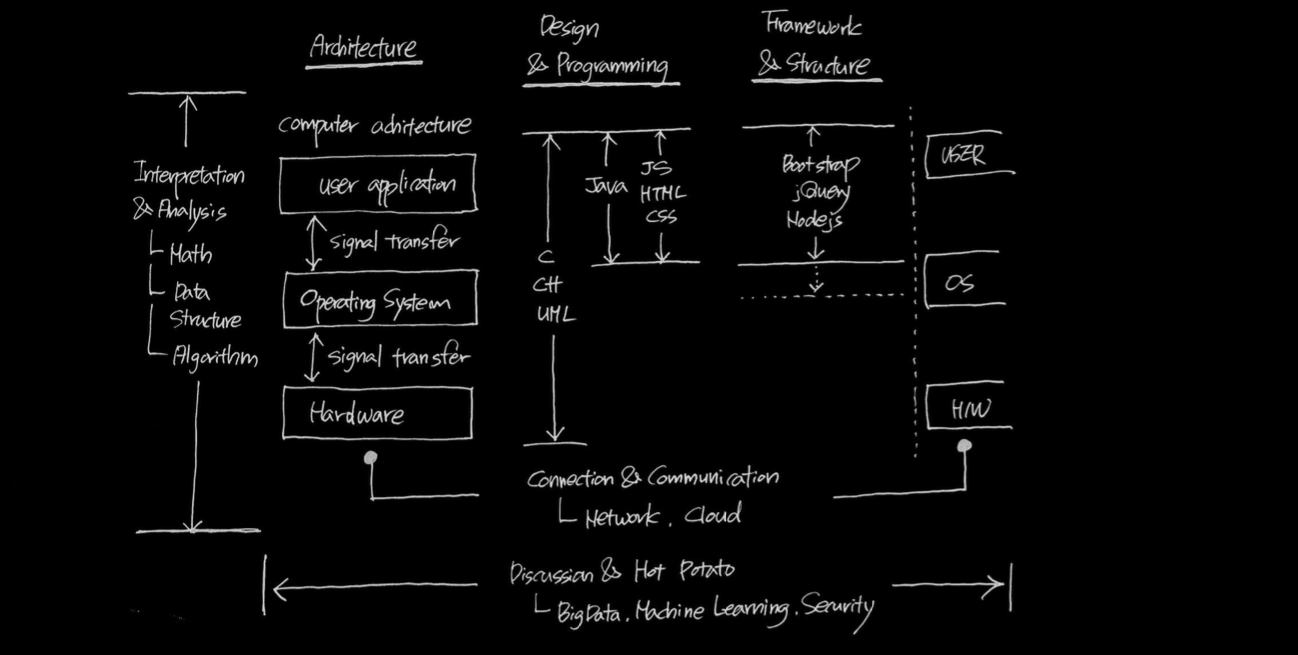 Architecture
Design
& Programming
Framework
& Structure
Computer adhitecture
user application
signal transfer
Operating System
signal transfer
Hardware
Interpretation
& Analysis
Math
Data
Structure
Algorithm
Java
JS
HTML
CSS
C
C++
UML
Bootstrap
jQuery
Nodejs
USER
OS
H/W
Connection & Communication
Network, Cloud
Discussion & Hot Potato
BigData, Machine Learning, Security